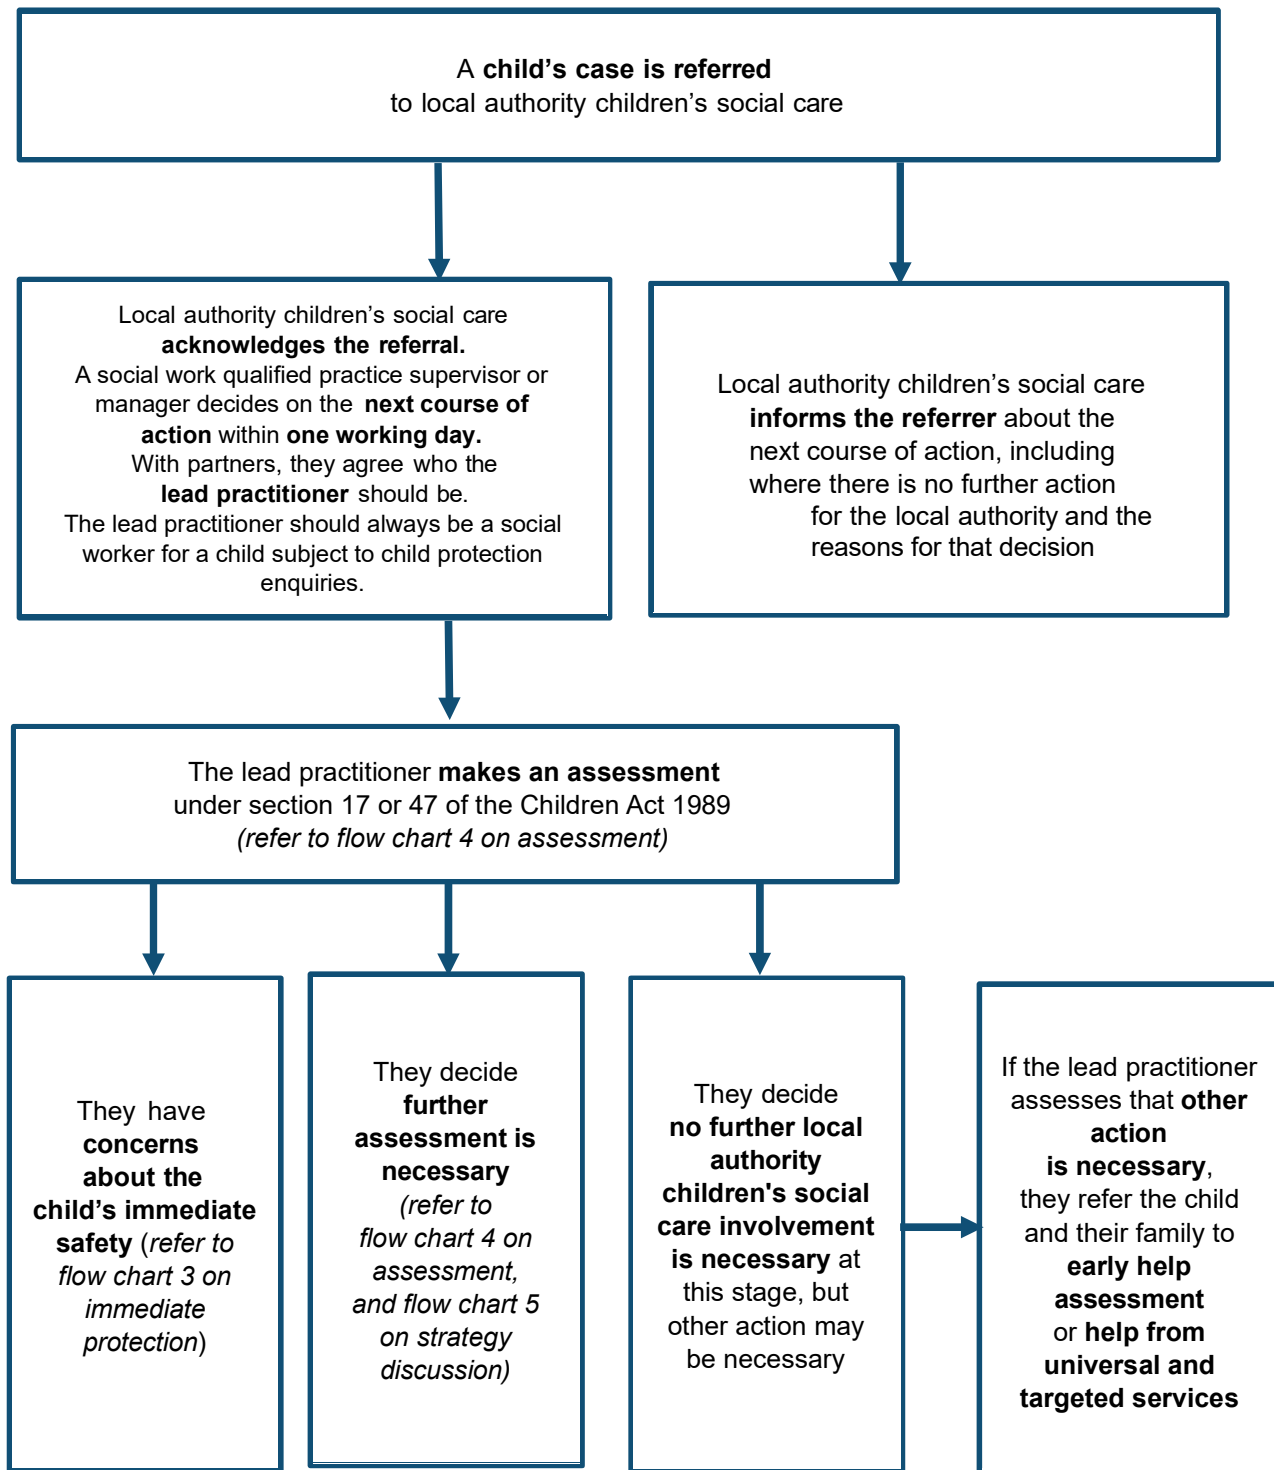 A child’s case is referred
to local authority children’s social care
Local authority children’s social care
acknowledges the referral.
A social work qualified practice supervisor or
manager decides on the next course of
action within one working day.
With partners, they agree who the
lead practitioner should be.
The lead practitioner should always be a social
worker for a child subject to child protection
enquiries.
Local authority children’s social care
informs the referrer about the
next course of action, including
where there is no further action
for the local authority and the
reasons for that decision
The lead practitioner makes an assessment
under section 17 or 47 of the Children Act 1989
(refer to flow chart 4 on assessment)
They have
concerns
about the
child’s immediate
safety (refer to
flow chart 3 on
immediate
protection)
They decide
further
assessment is
necessary
(refer to
flow chart 4 on
assessment,
and flow chart 5
on strategy
discussion)
They decide
no further local
authority
children's social
care involvement
is necessary at
this stage, but
other action may
be necessary
If the lead practitioner
assesses that other
action
is necessary,
they refer the child
and their family to
early help
assessment
or help from
universal and
targeted services